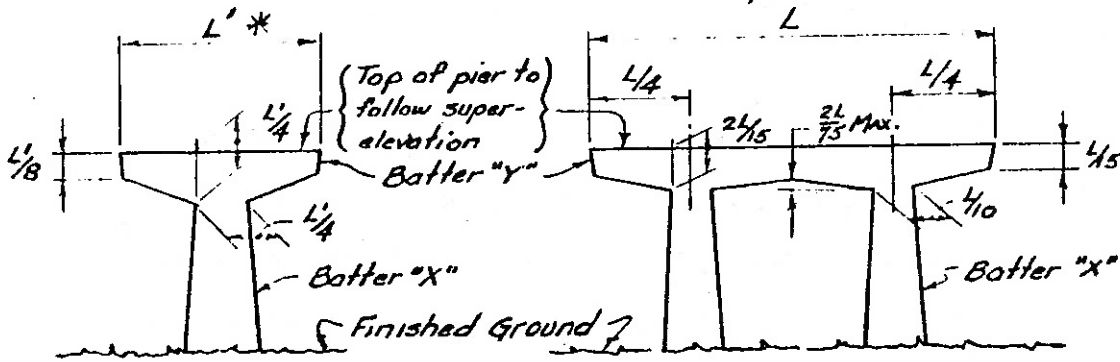 L' *
L
{Top of pier to
follow super-
elevation}
L'/4
L/4
L/4
2L/15
2L/75 MAX.
L'/8
Batter "Y"
L/15
L'/4
L/10
Batter "X"
Batter "X"
Finished Ground